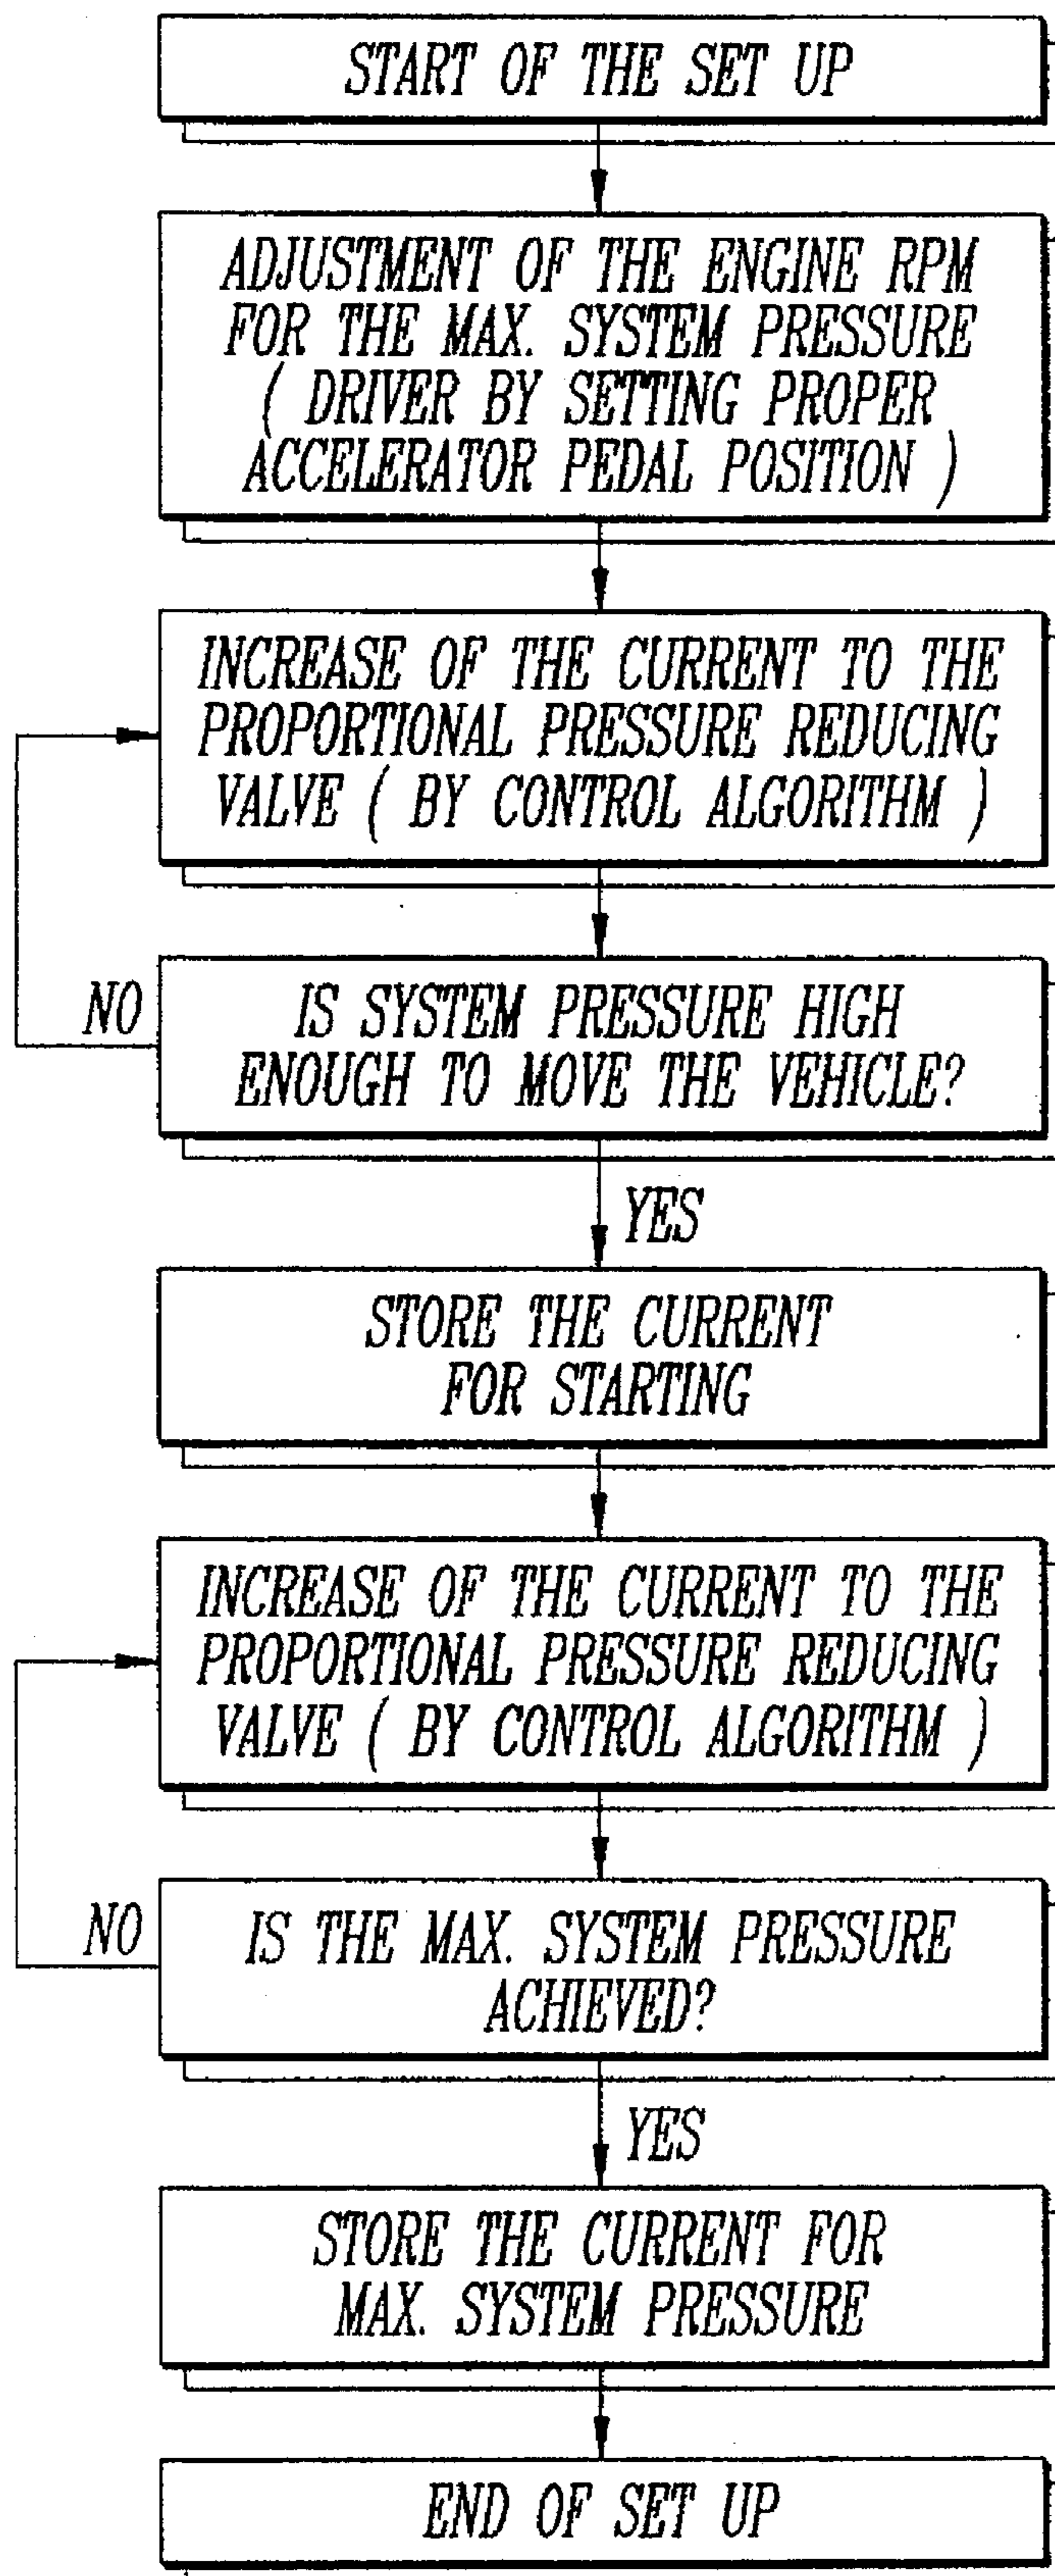 START OF THE SET UP
ADJUSTMENT OF THE ENGINE RPM
FOR THE MAX. SYSTEM PRESSURE
( DRIVER BY SETTING PROPER
ACCELERATOR PEDAL POSITION )
INCREASE OF THE CURRENT TO THE
PROPORTIONAL PRESSURE REDUCING
VALVE ( BY CONTROL ALGORITHM )
NO
IS SYSTEM PRESSURE HIGH
ENOUGH TO MOVE THE VEHICLE?
YES
STORE THE CURRENT
FOR STARTING
INCREASE OF THE CURRENT TO THE
PROPORTIONAL PRESSURE REDUCING
VALVE ( BY CONTROL ALGORITHM )
NO
IS THE MAX. SYSTEM PRESSURE
ACHIEVED?
YES
STORE THE CURRENT FOR
MAX. SYSTEM PRESSURE
END OF SET UP